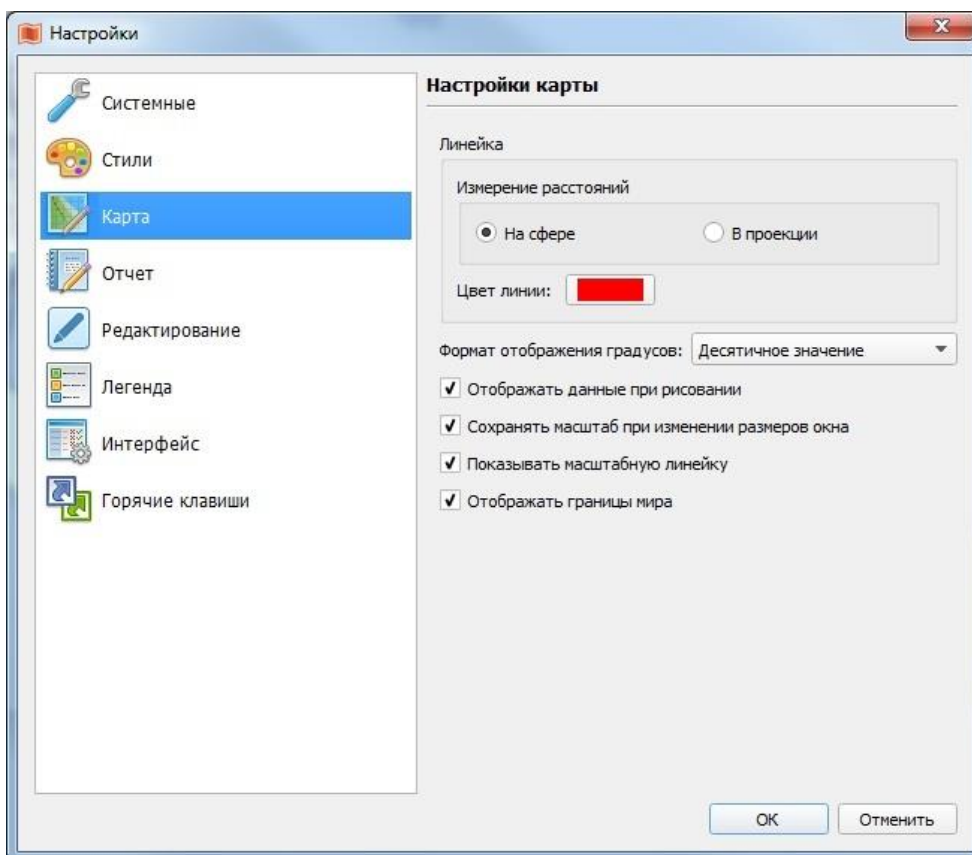 Настройки
Системные
Стили
Карта
Отчет
Редактирование
Легенда
Интерфейс
Горячие клавиши
Настройки карты
Линейка
Измерение расстояний
На сфере
В проекции
Цвет линии:
Формат отображения градусов: Десятичное значение
Отображать данные при рисовании
Сохранять масштаб при изменении размеров окна
Показывать масштабную линейку
Отображать границы мира
ОК
Отменить